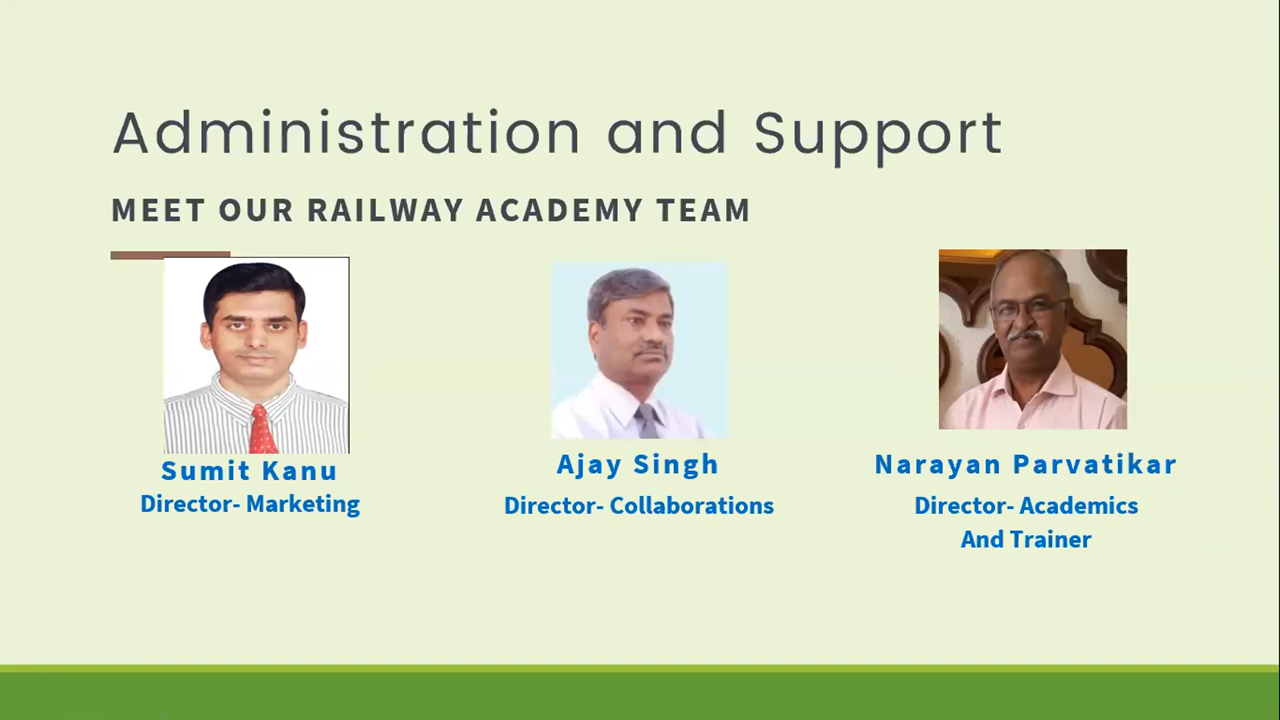 Administration and Support
MEET OUR RAILWAY ACADEMY TEAM
Sumit Kanu
Director- Marketing
Ajay Singh
Director- Collaborations
Narayan Parvatikar
Director- Academics
And Trainer